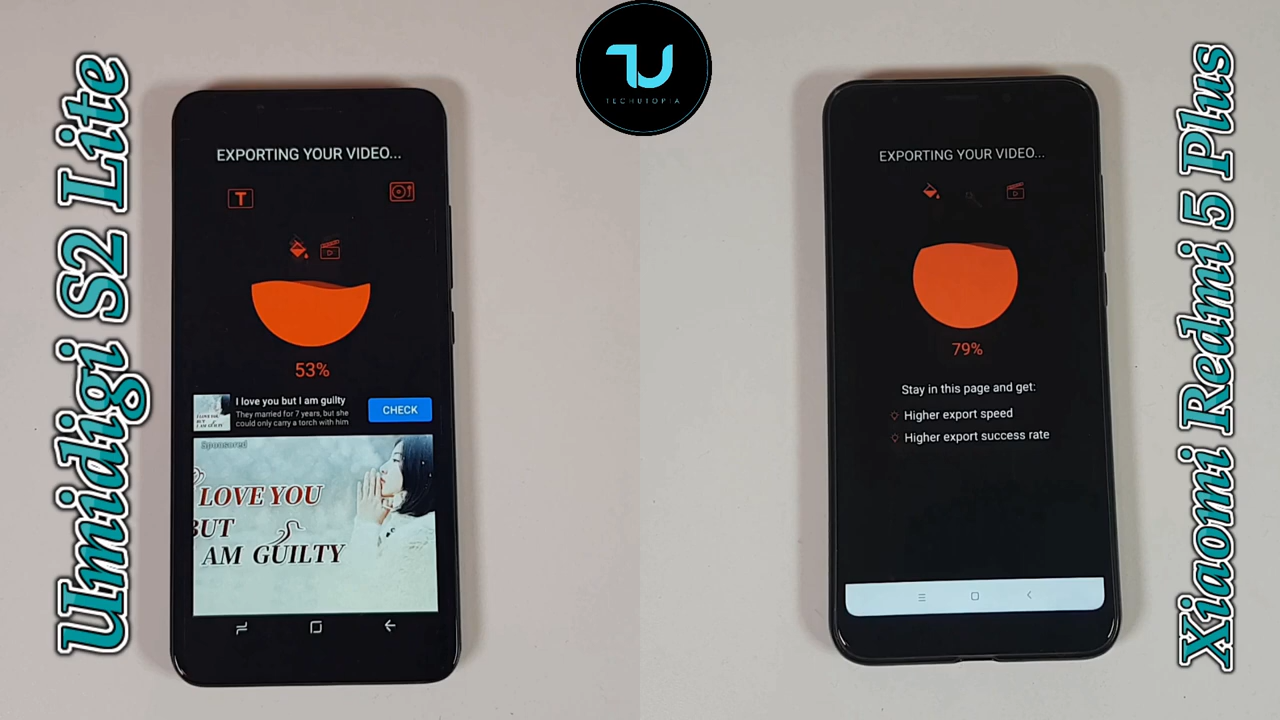 Umidigi S2 Lite
EXPORTING YOUR VIDEO...
T
53%
I love you but I am guilty
They married for 7 years, but she
could only carry a torch with him
CHECK
Sponsored
I LOVE YOU
BUT
I AM GUILTY
TU
TECHUTOPIA
EXPORTING YOUR VIDEO...
79%
Stay in this page and get:
Higher export speed
Higher export success rate
Xiaomi Redmi 5 Plus